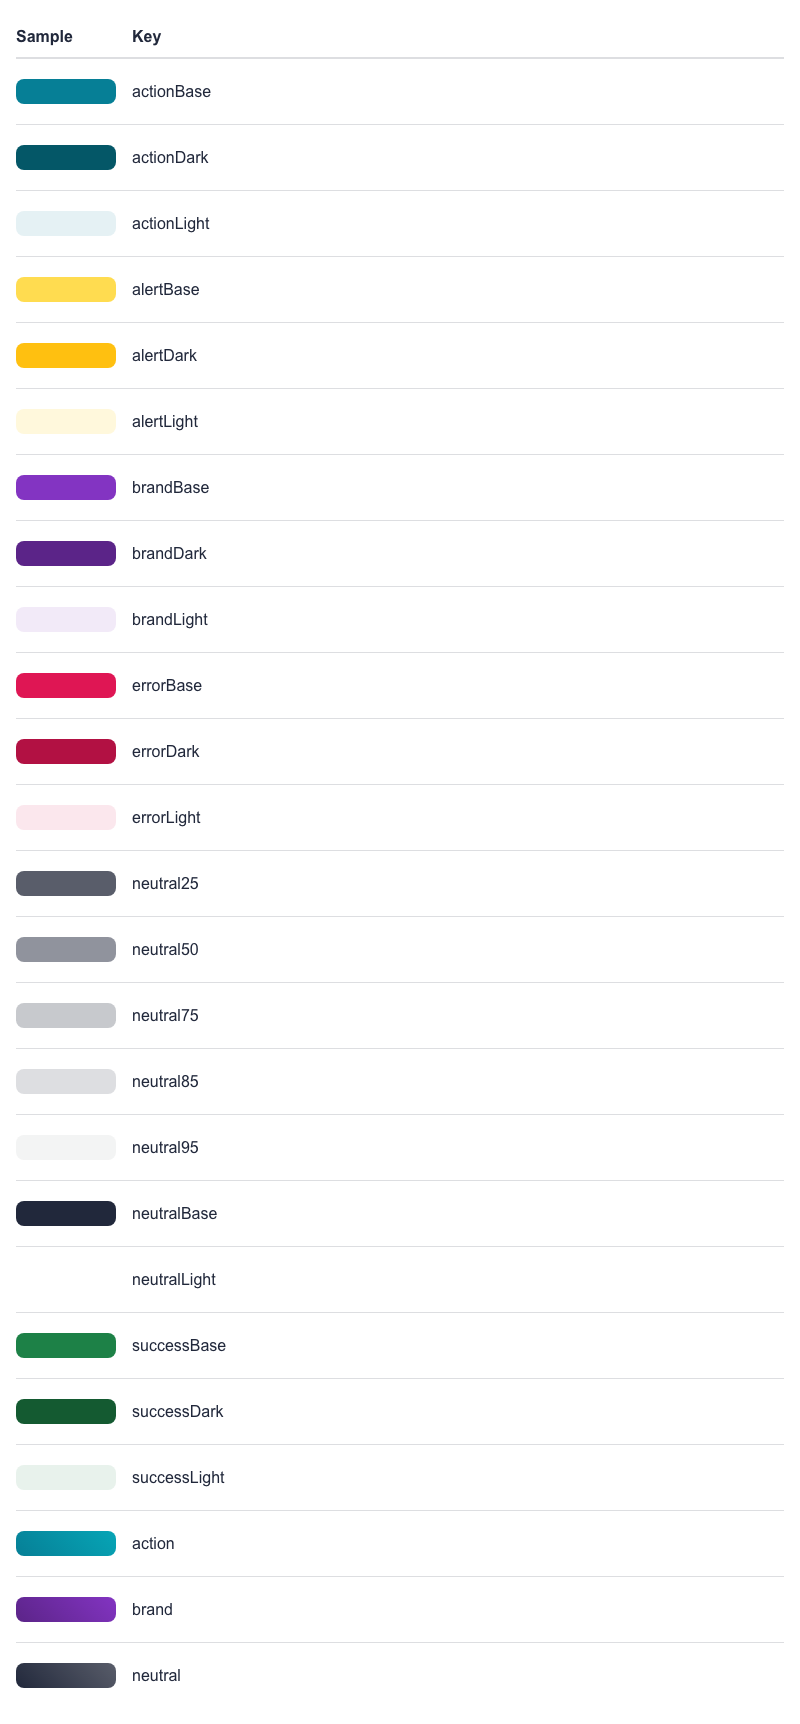 Sample Key
actionBase
actionDark
actionLight
alertBase
alertDark
alertLight
brandBase
brandDark
brandLight
errorBase
errorDark
errorLight
neutral25
neutral50
neutral75
neutral85
neutral95
neutralBase
neutralLight
successBase
successDark
successLight
action
brand
neutral